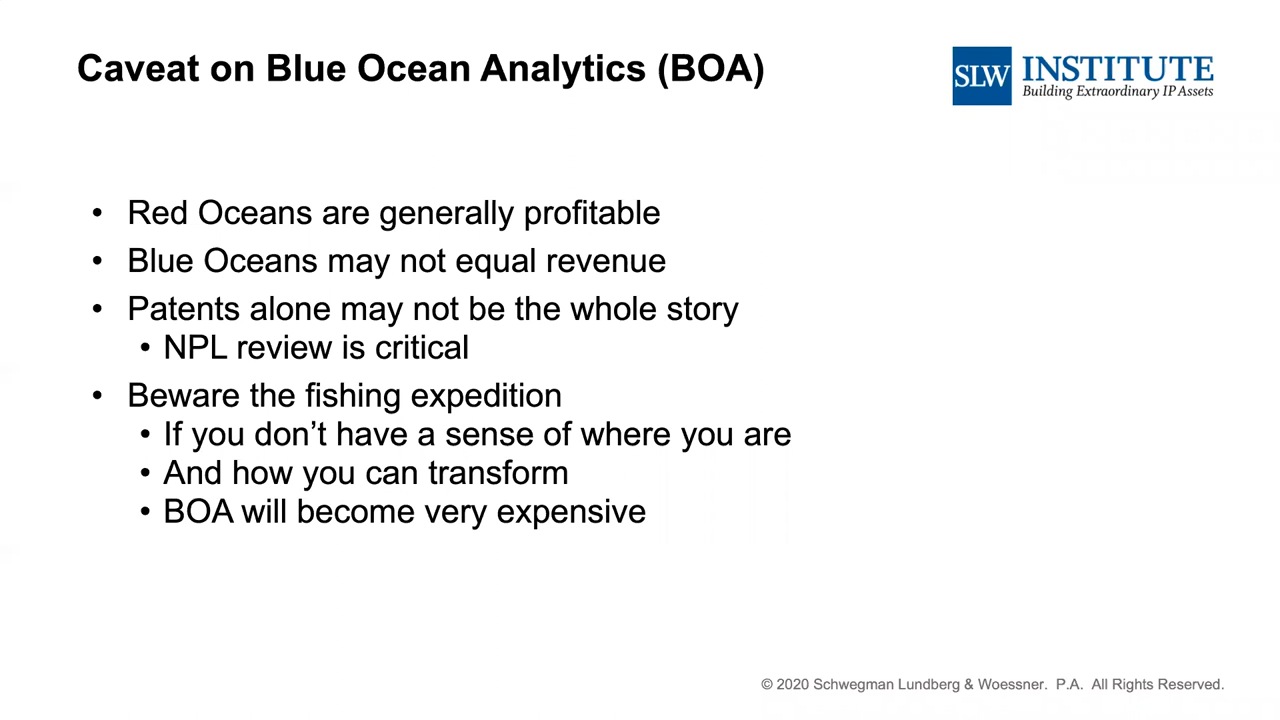 Caveat on Blue Ocean Analytics (BOA)
SLW INSTITUTE
Building Extraordinary IP Assets
• Red Oceans are generally profitable
• Blue Oceans may not equal revenue
• Patents alone may not be the whole story
• NPL review is critical
• Beware the fishing expedition
• If you don’t have a sense of where you are
• And how you can transform
• BOA will become very expensive
© 2020 Schwegman Lundberg & Woessner. P.A. All Rights Reserved.